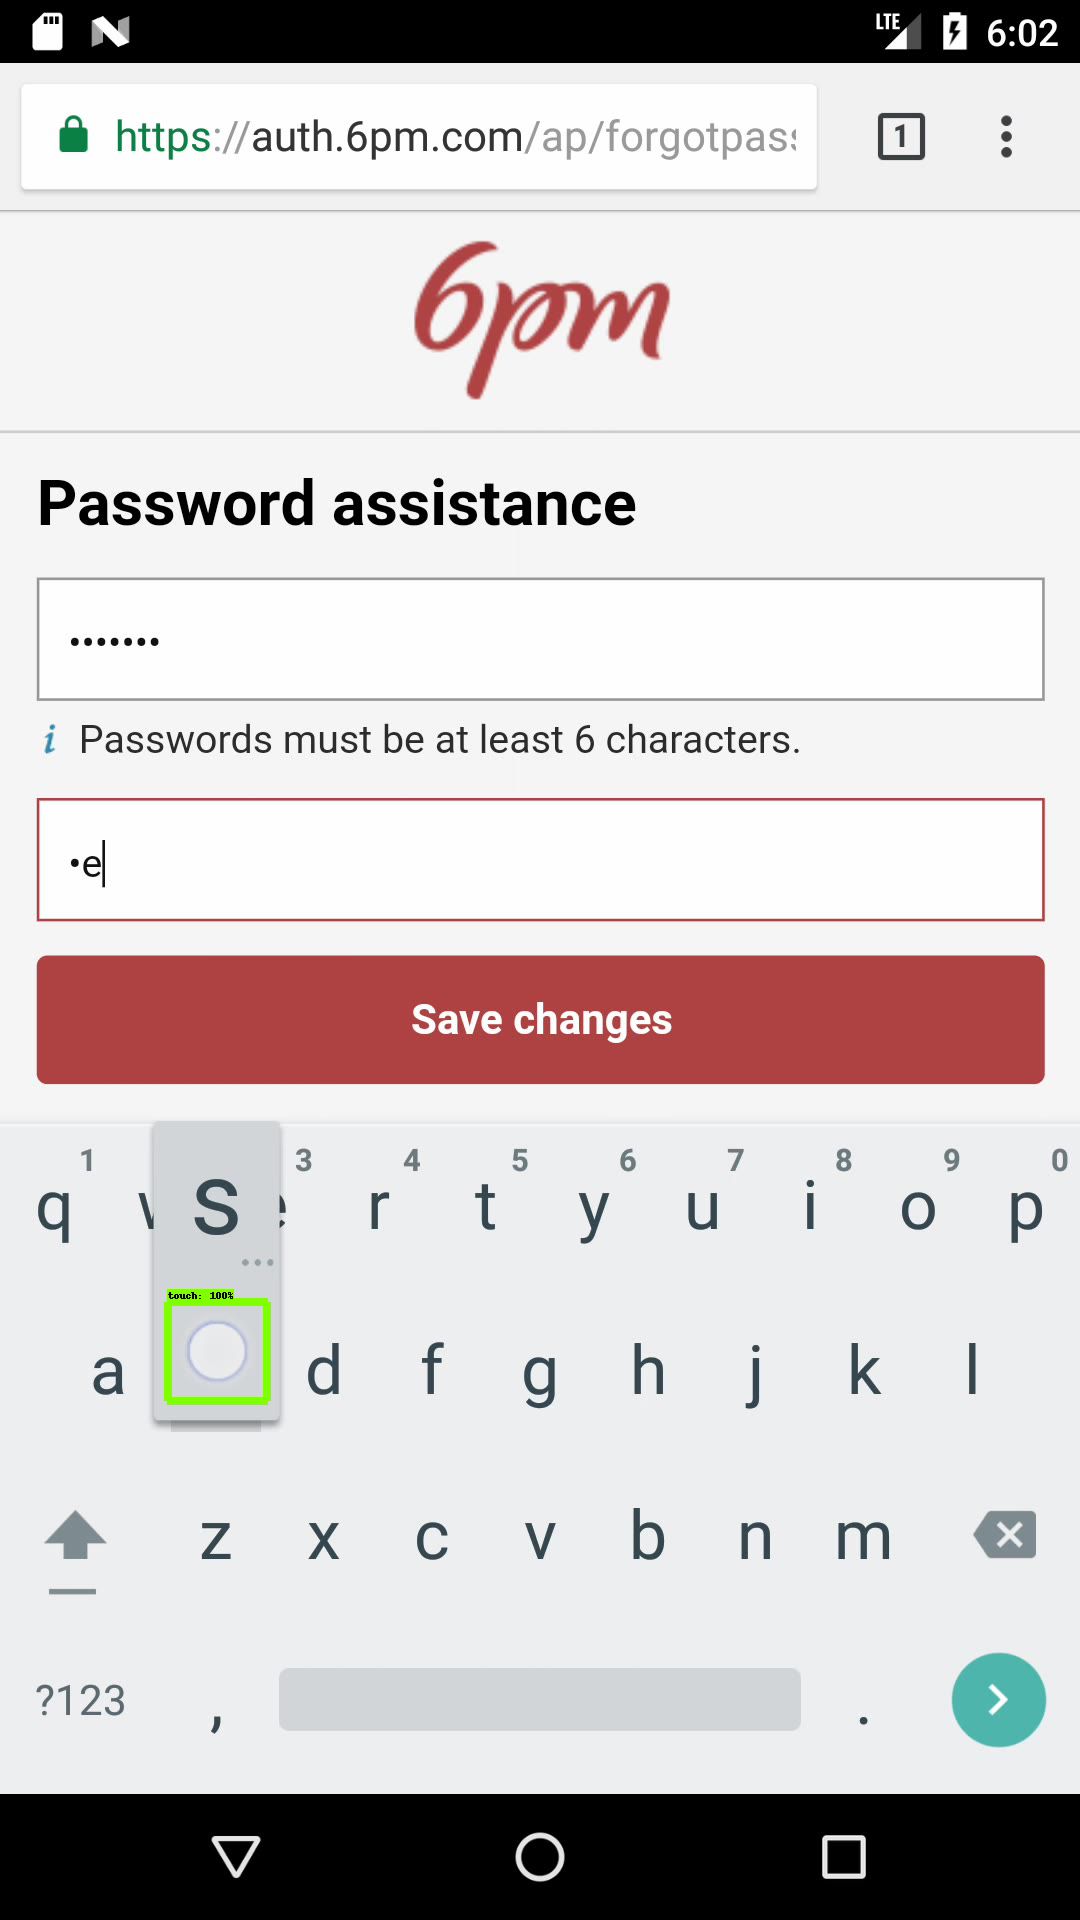 LTE 6:02
https://auth.6pm.com/ap/forgotpas
1
6pm
Password assistance
•••••••
i Passwords must be at least 6 characters.
•e
Save changes
1 3 4 5 6 7 8 9 0
q s r t y u i o p
touch: 100%
a d f g h j k l
z x c v b n m
?123 , .